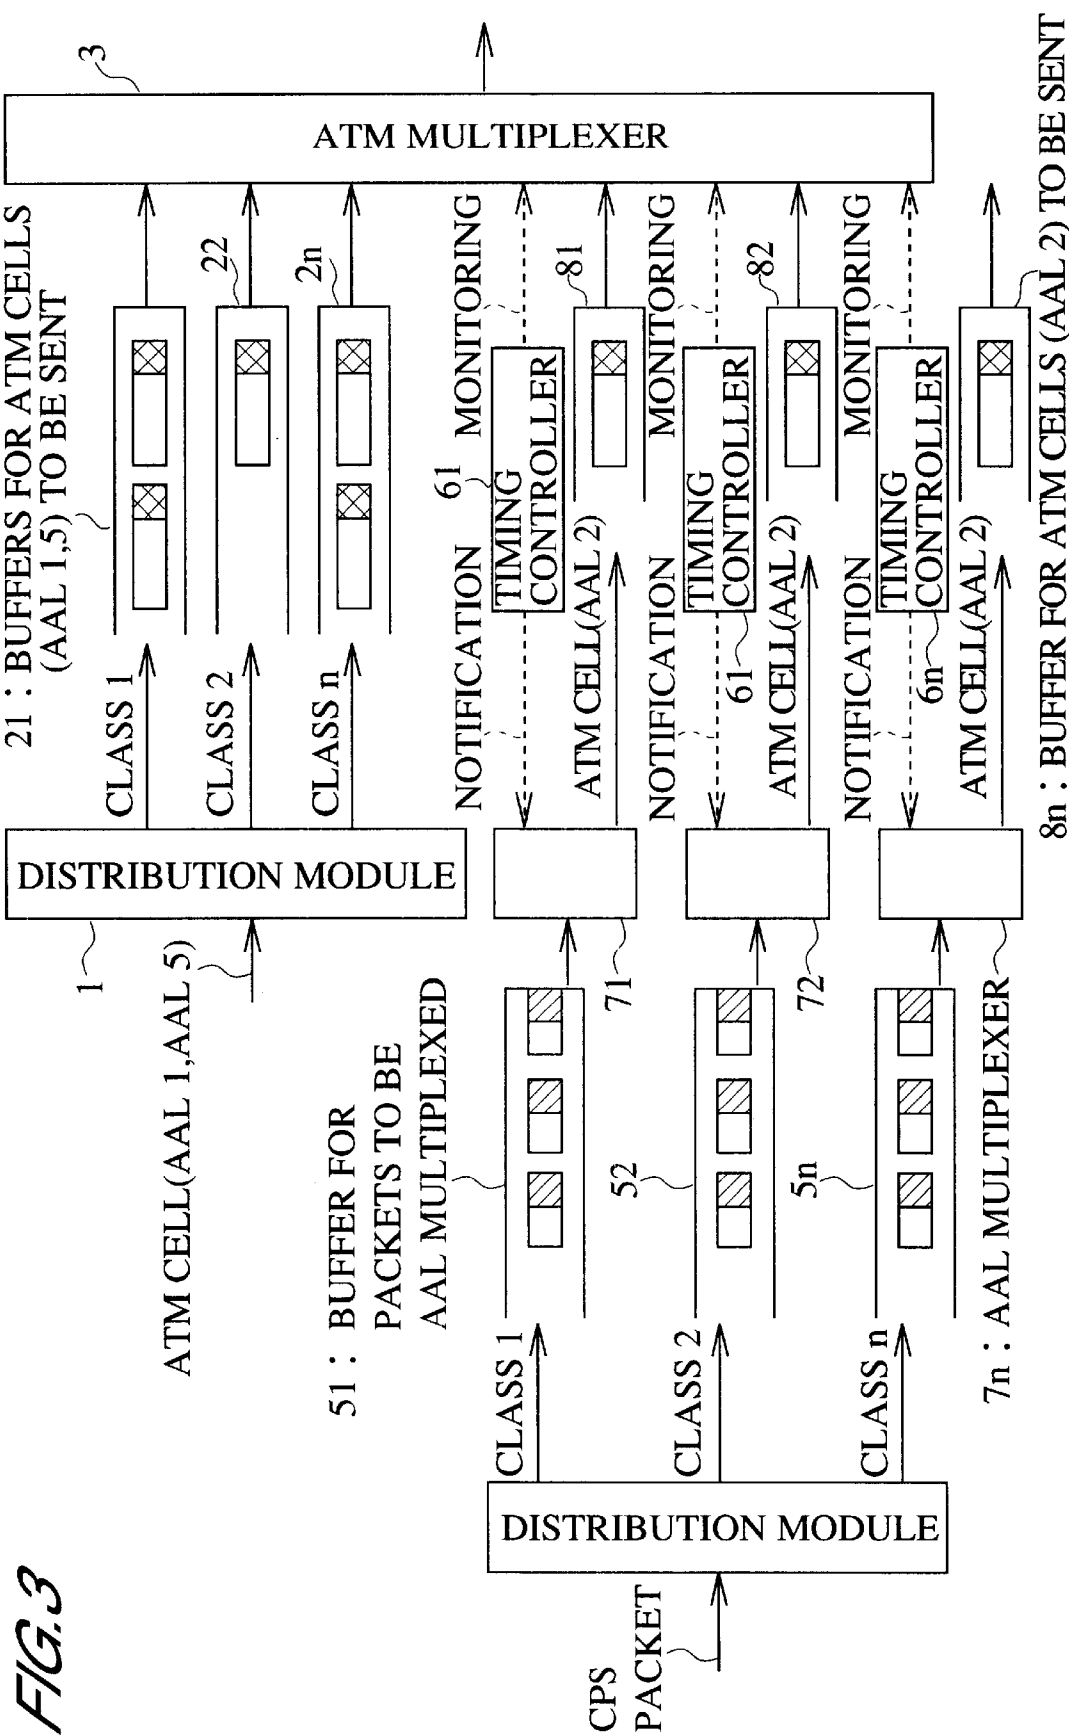 FIG.3
21 : BUFFERS FOR ATM CELLS
(AAL 1,5) TO BE SENT
3
ATM CELL(AAL 1,AAL 5)
1
DISTRIBUTION MODULE
CLASS 1
CLASS 2
CLASS n
22
2n
ATM MULTIPLEXER
51 : BUFFER FOR
PACKETS TO BE
AAL MULTIPLEXED
CPS
PACKET
DISTRIBUTION MODULE
CLASS 1
CLASS 2
CLASS n
52
5n
71
72
7n : AAL MULTIPLEXER
NOTIFICATION
61
TIMING
CONTROLLER
MONITORING
ATM CELL(AAL 2)
81
NOTIFICATION
61
TIMING
CONTROLLER
MONITORING
ATM CELL(AAL 2)
82
NOTIFICATION
6n
TIMING
CONTROLLER
MONITORING
ATM CELL(AAL 2)
8n : BUFFER FOR ATM CELLS (AAL 2) TO BE SENT